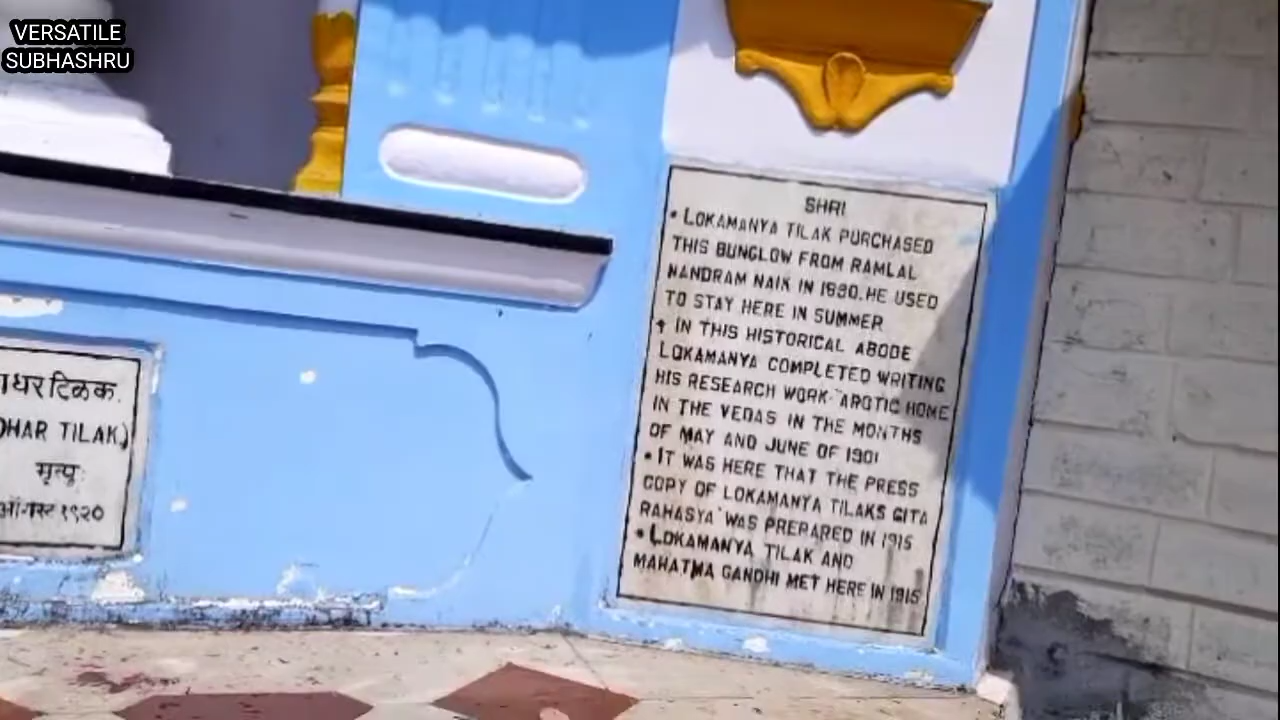 VERSATILE
SUBHASHRU
SHRI
• LOKAMANYA TILAK PURCHASED
THIS BUNGLOW FROM RAMLAL
NANDRAM NAIK IN 1890. HE USED
TO STAY HERE IN SUMMER
• IN THIS HISTORICAL ABODE
LOKAMANYA COMPLETED WRITING
HIS RESEARCH WORK- AROTIC HOME
IN THE VEDAS IN THE MONTHS
OF MAY AND JUNE OF 1901
• IT WAS HERE THAT THE PRESS
COPY OF LOKAMANYA TILAKS GITA
RAHASYA' WAS PREPARED IN 1915
• LOKAMANYA TILAK AND
MAHATMA GANDHI MET HERE IN 1915
ाधर टिळक.
DHAR TILAK)
मृत्यू:
ऑगस्ट १९२०